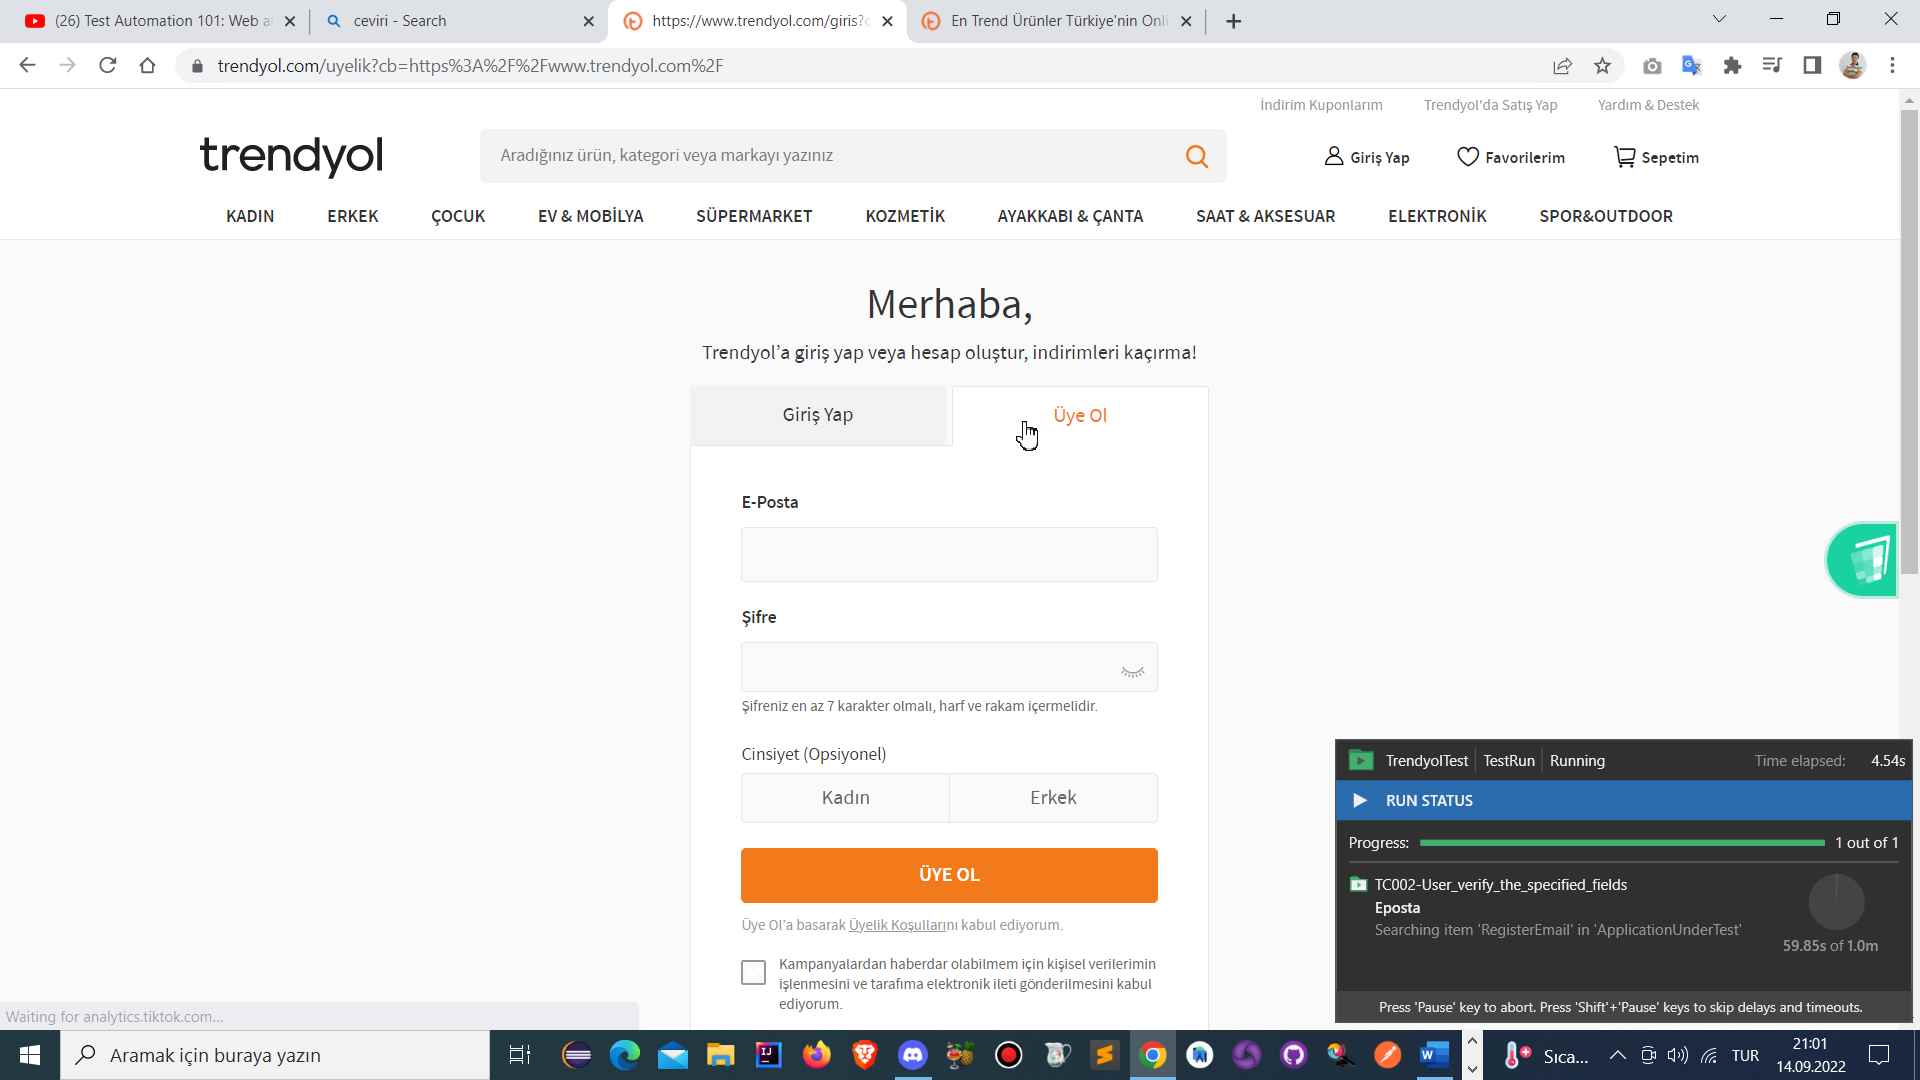 (26) Test Automation 101: Web a
ceviri - Search
https://www.trendyol.com/giris?c
En Trend Ürünler Türkiye'nin Onli
trendyol.com/uyelik?cb=https%3A%2F%2Fwww.trendyol.com%2F
İndirim Kuponlarım
Trendyol'da Satış Yap
Yardım & Destek
trendyol
Aradığınız ürün, kategori veya markayı yazınız
Giriş Yap
Favorilerim
Sepetim
KADIN
ERKEK
ÇOCUK
EV & MOBİLYA
SÜPERMARKET
KOZMETİK
AYAKKABI & ÇANTA
SAAT & AKSESUAR
ELEKTRONİK
SPOR&OUTDOOR
Merhaba,
Trendyol'a giriş yap veya hesap oluştur, indirimleri kaçırma!
Giriş Yap
Üye Ol
E-Posta
Şifre
Şifreniz en az 7 karakter olmalı, harf ve rakam içermelidir.
Cinsiyet (Opsiyonel)
Kadın
Erkek
ÜYE OL
Üye Ol'a basarak Üyelik Koşullarını kabul ediyorum.
Kampanyalardan haberdar olabilmem için kişisel verilerimin
işlenmesini ve tarafıma elektronik ileti gönderilmesini kabul
ediyorum.
TrendyolTest
TestRun
Running
Time elapsed:
4.54s
RUN STATUS
Progress:
1 out of 1
TC002-User_verify_the_specified_fields
Eposta
Searching item 'RegisterEmail' in 'ApplicationUnderTest'
59.85s of 1.0m
Press 'Pause' key to abort. Press 'Shift'+'Pause' keys to skip delays and timeouts.
Waiting for analytics.tiktok.com...
Aramak için buraya yazın
Sıca...
TUR
21:01
14.09.2022